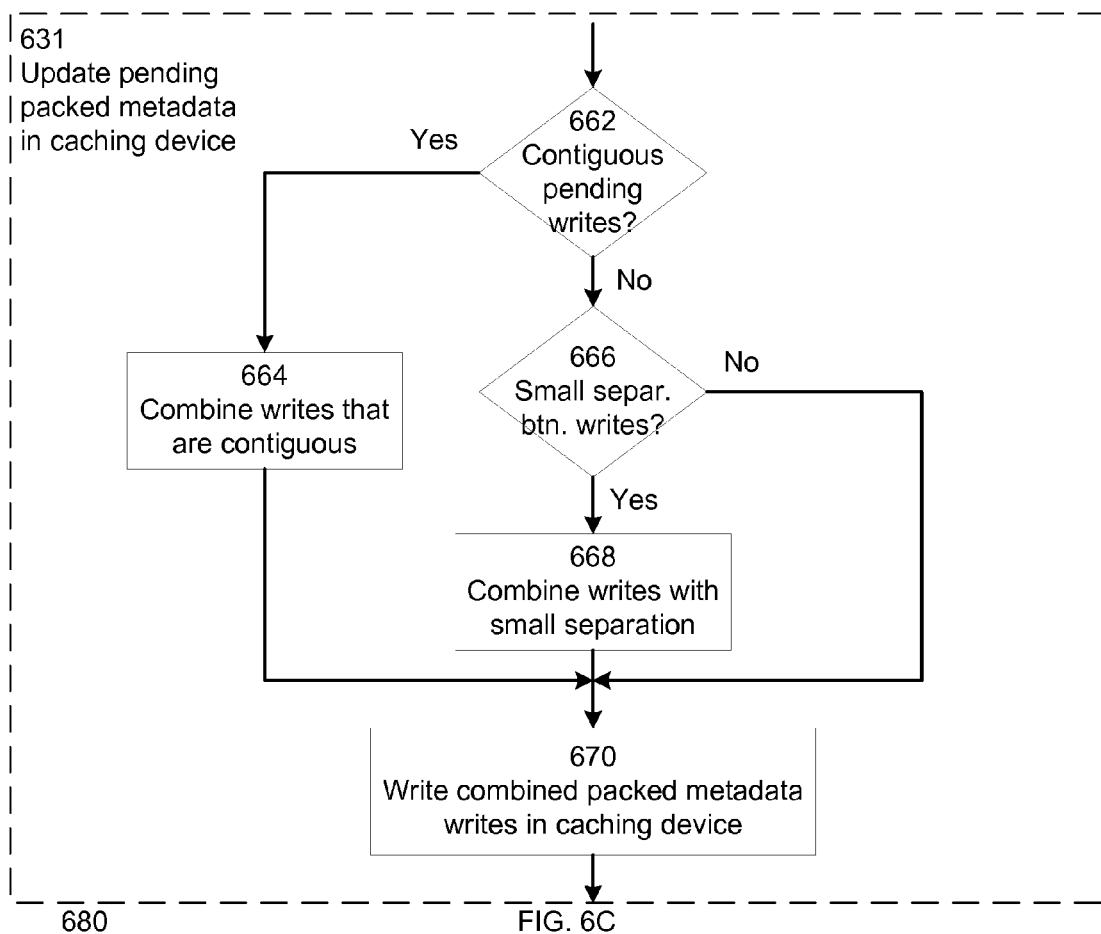 631
Update pending
packed metadata
in caching device
Yes
662
Contiguous
pending
writes?
No
664
Combine writes that
are contiguous
666
Small separ.
btn. writes?
No
Yes
668
Combine writes with
small separation
670
Write combined packed metadata
writes in caching device
680
FIG. 6C